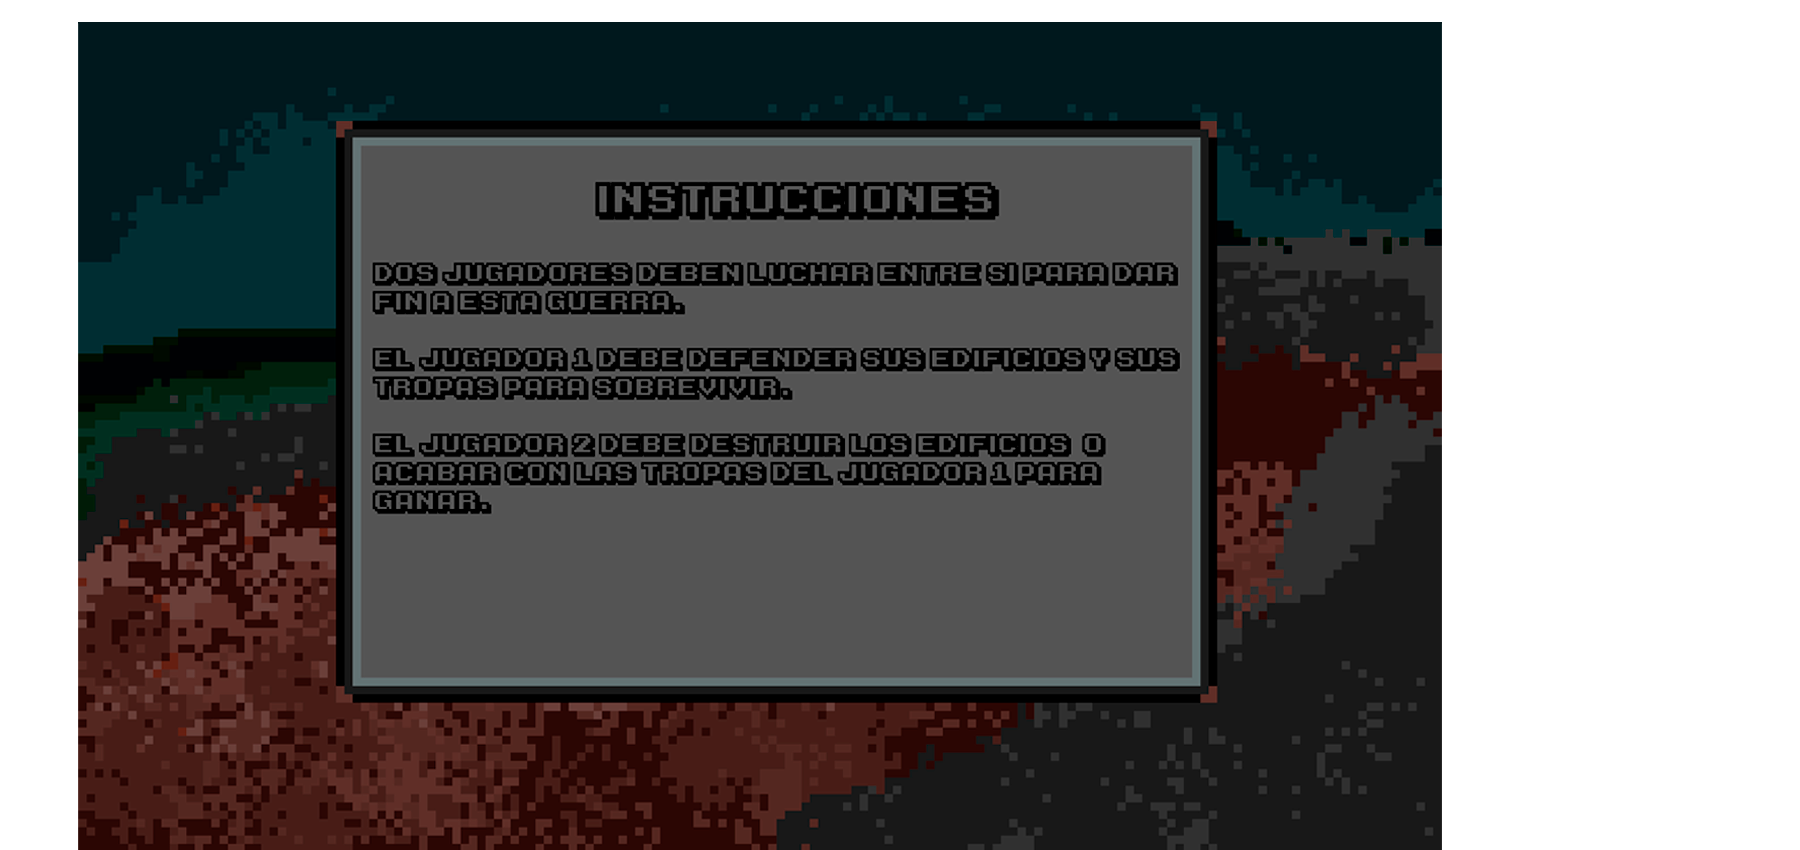 INSTRUCCIONES
DOS JUGADORES DEBEN LUCHAR ENTRE SI PARA DAR
FIN A ESTA GUERRA.
EL JUGADOR 1 DEBE DEFENDER SUS EDIFICIOS Y SUS
TROPAS PARA SOBREVIVIR.
EL JUGADOR 2 DEBE DESTRUIR LOS EDIFICIOS O
ACABAR CON LAS TROPAS DEL JUGADOR 1 PARA
GANAR.